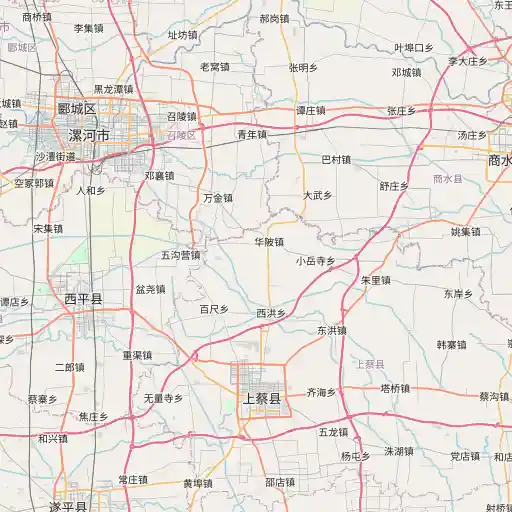 商桥镇
郝岗镇
东王
李集镇
址坊镇
叶埠口乡
郾城区
老窝镇
张明乡
李大庄乡
邓城镇
黑龙潭镇
郾城区
召陵镇
谭庄镇
张庄乡
漯河市
召陵区
青年镇
汤庄乡
沙澧街道
巴村镇
商水
邓襄镇
商水县
空冢郭镇
人和乡
舒庄乡
万金镇
大武乡
宋集镇
华陂镇
姚集镇
五沟营镇
小岳寺乡
朱里镇
盆尧镇
东岸乡
西平县
百尺乡
西洪乡
东洪镇
韩寨镇
重渠镇
二郎镇
上蔡县
塔桥镇
蔡寨乡
无量寺乡
上蔡县
齐海乡
蔡沟镇
焦庄乡
五龙镇
和兴镇
洙湖镇
杨屯乡
党店镇
和店
常庄镇
黄埠镇
邵店镇
遂平县
射桥镇